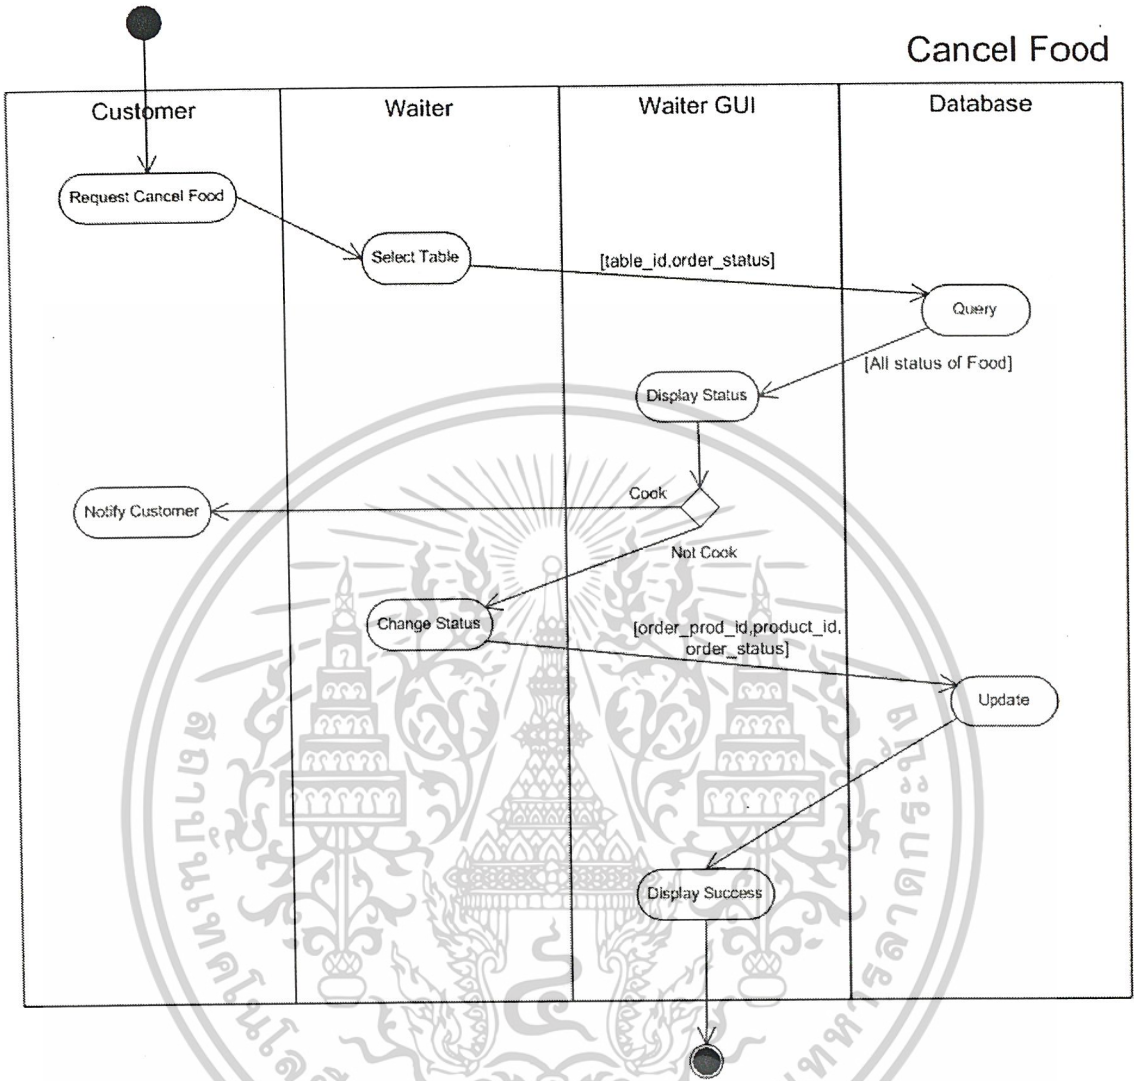 Cancel Food
Customer
Waiter
Waiter GUI
Database
Request Cancel Food
Select Table
[table_id,order_status]
Query
[All status of Food]
Display Status
Cook
Notify Customer
Not Cook
Change Status
[order_prod_id,product_id,
order_status]
Update
Display Success